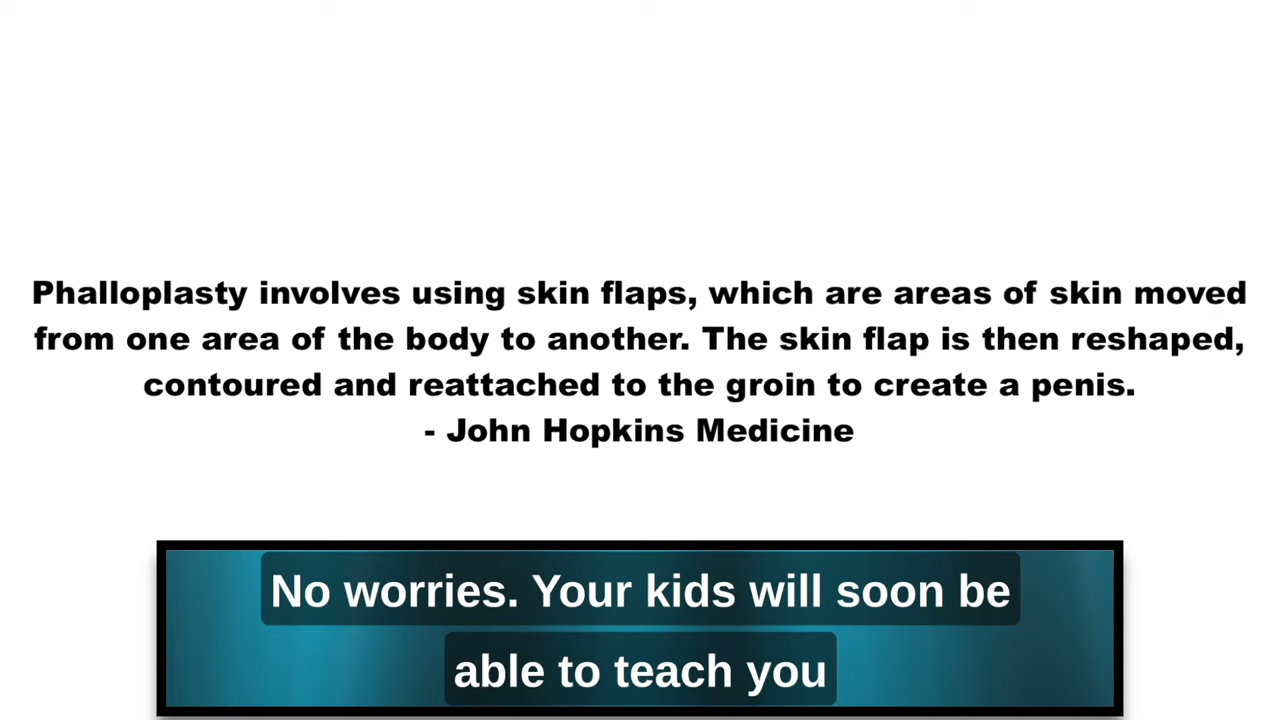 Phalloplasty involves using skin flaps, which are areas of skin moved
from one area of the body to another. The skin flap is then reshaped,
contoured and reattached to the groin to create a penis.
- John Hopkins Medicine
No worries. Your kids will soon be
able to teach you